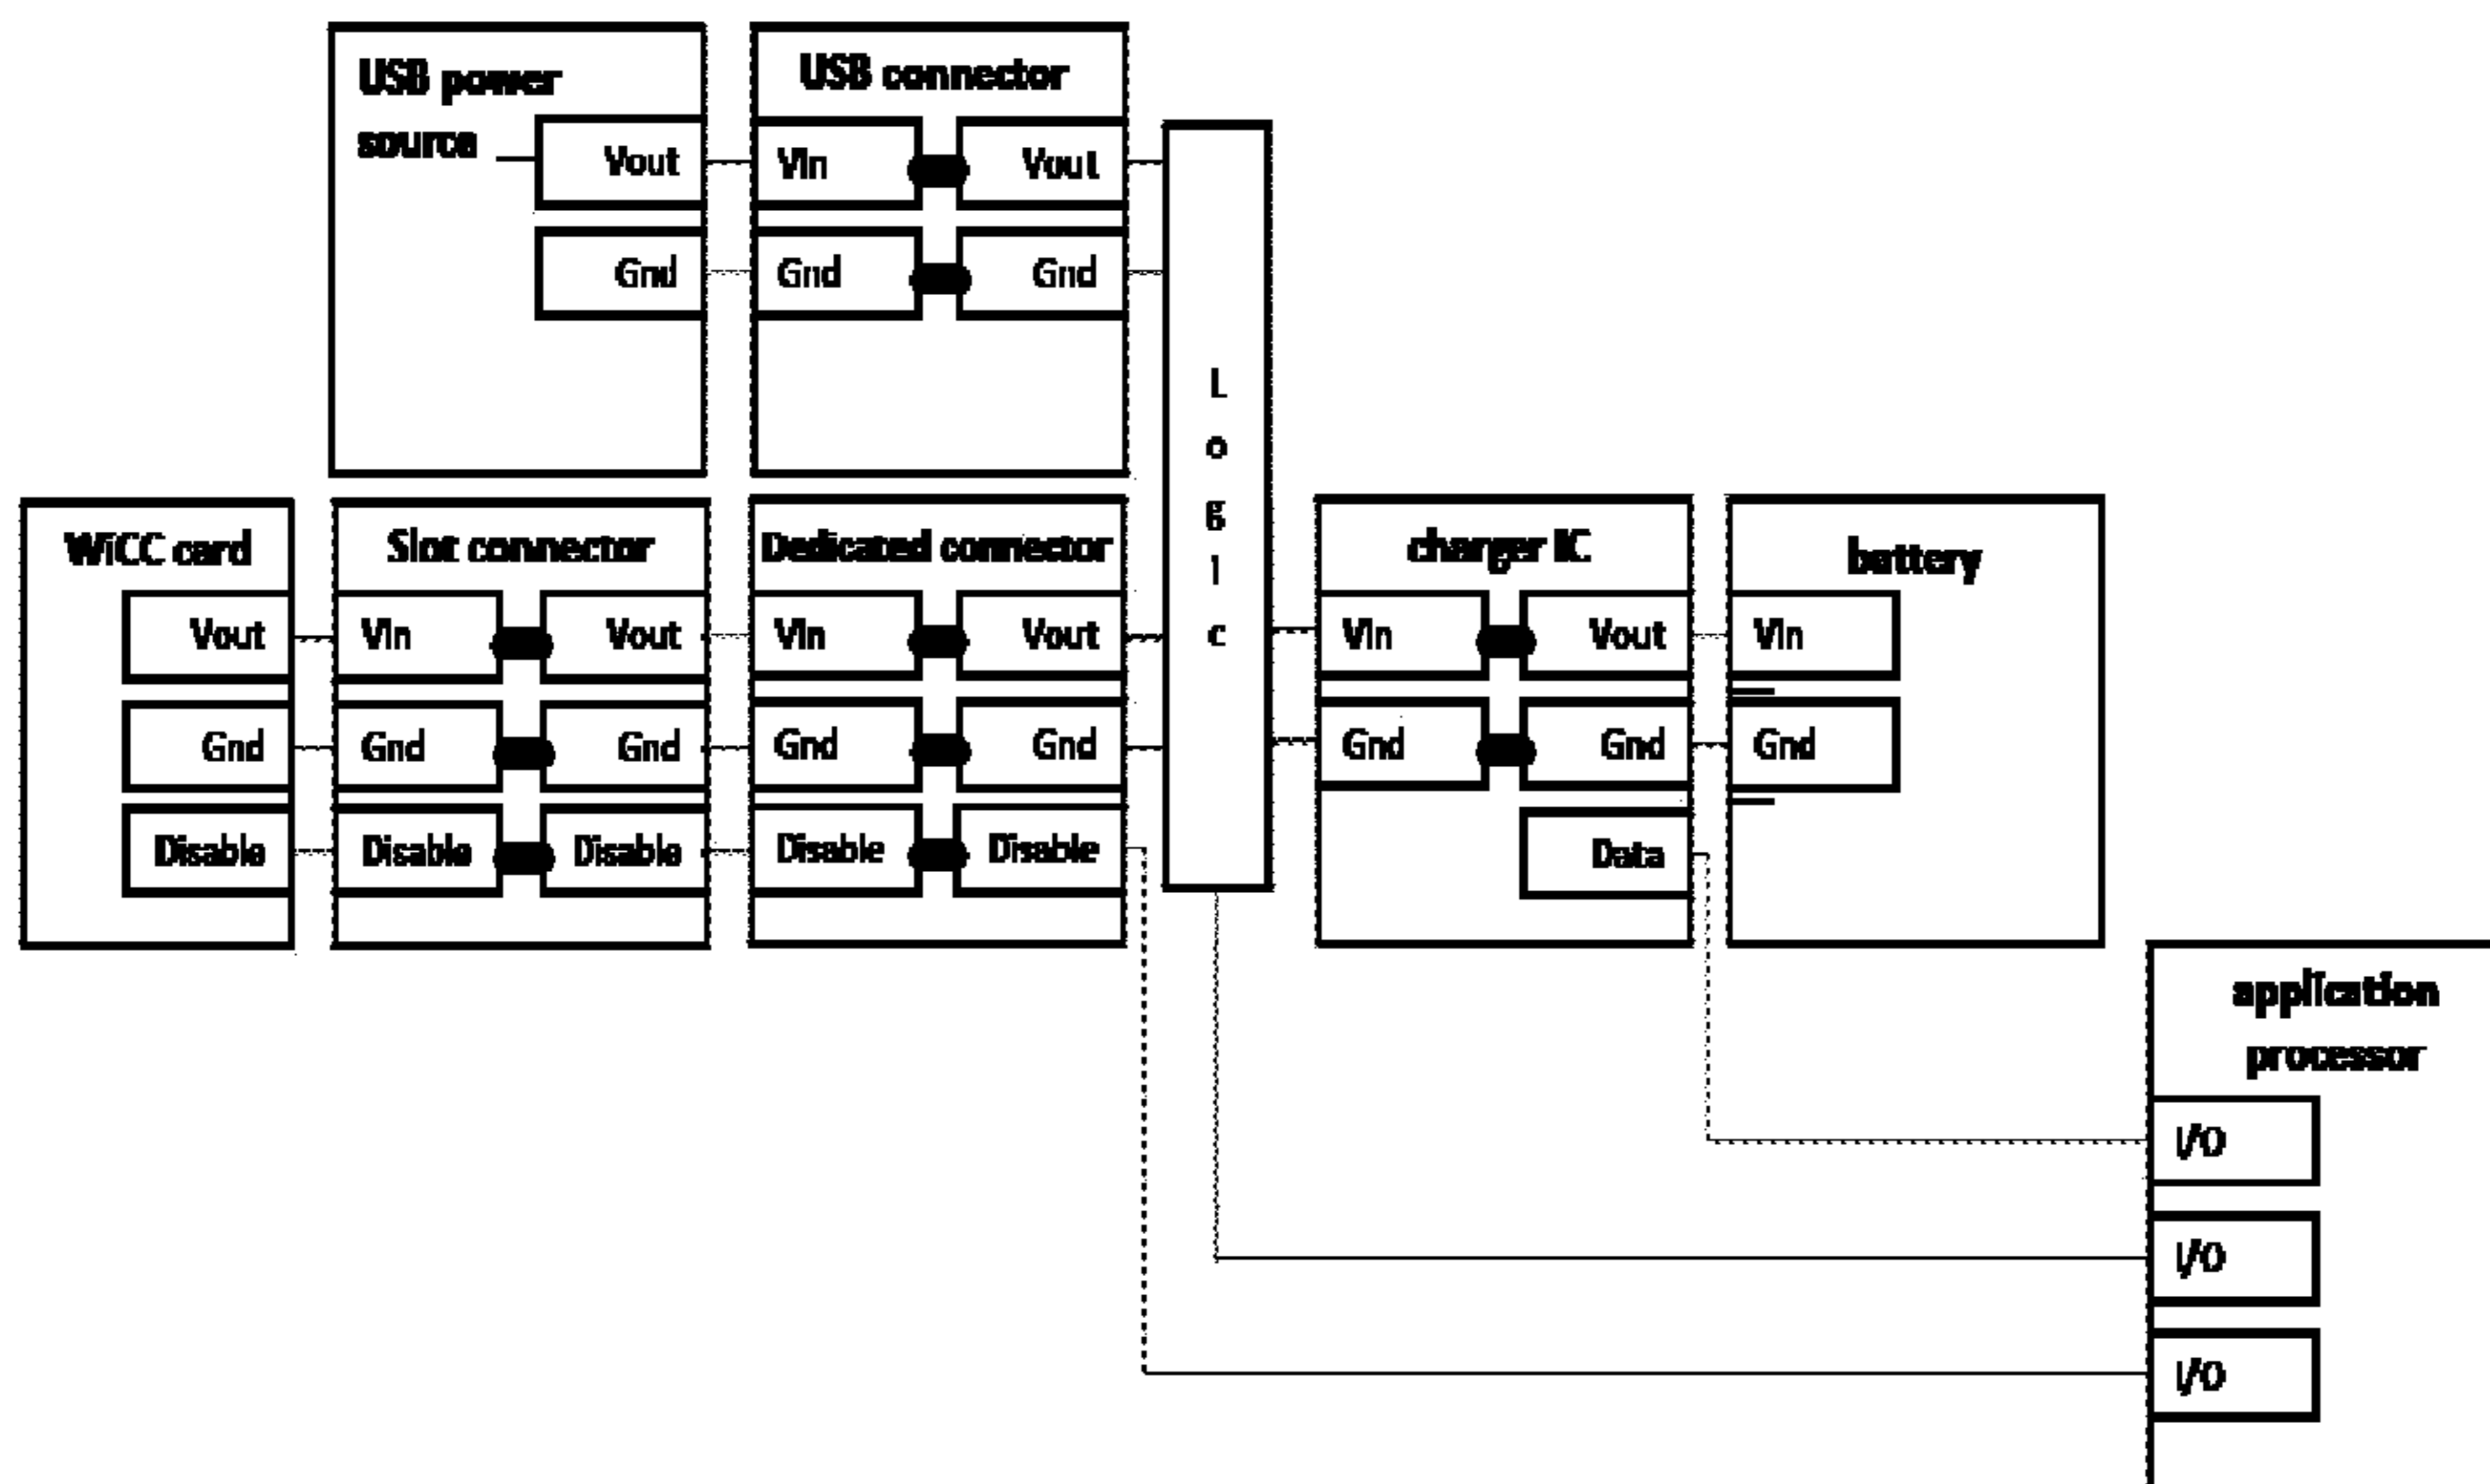 USB power
source
Vout
Gnd
USB connector
Vin
Vout
Gnd
Gnd
Logic
WiCC card
Vout
Gnd
Disable
Slot connector
Vin
Vout
Gnd
Gnd
Disable
Disable
Dedicated connector
Vin
Vout
Gnd
Gnd
Disable
Disable
charger IC
Vin
Vout
Gnd
Gnd
Data
battery
Vin
Gnd
application
processor
I/O
I/O
I/O